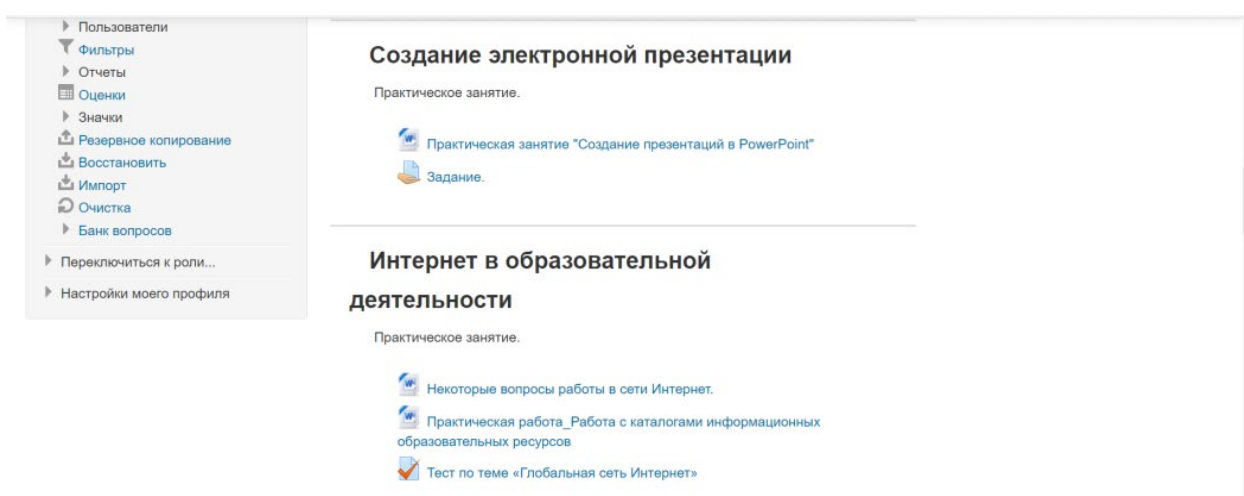 Пользователи
Фильтры
Отчеты
Оценки
Значки
Резервное копирование
Восстановить
Импорт
Очистка
Банк вопросов
Переключиться к роли...
Настройки моего профиля
Создание электронной презентации
Практическое занятие.
Практическая занятие "Создание презентаций в PowerPoint"
Задание.
Интернет в образовательной
деятельности
Практическое занятие.
Некоторые вопросы работы в сети Интернет.
Практическая работа_Работа с каталогами информационных
образовательных ресурсов
Тест по теме «Глобальная сеть Интернет»